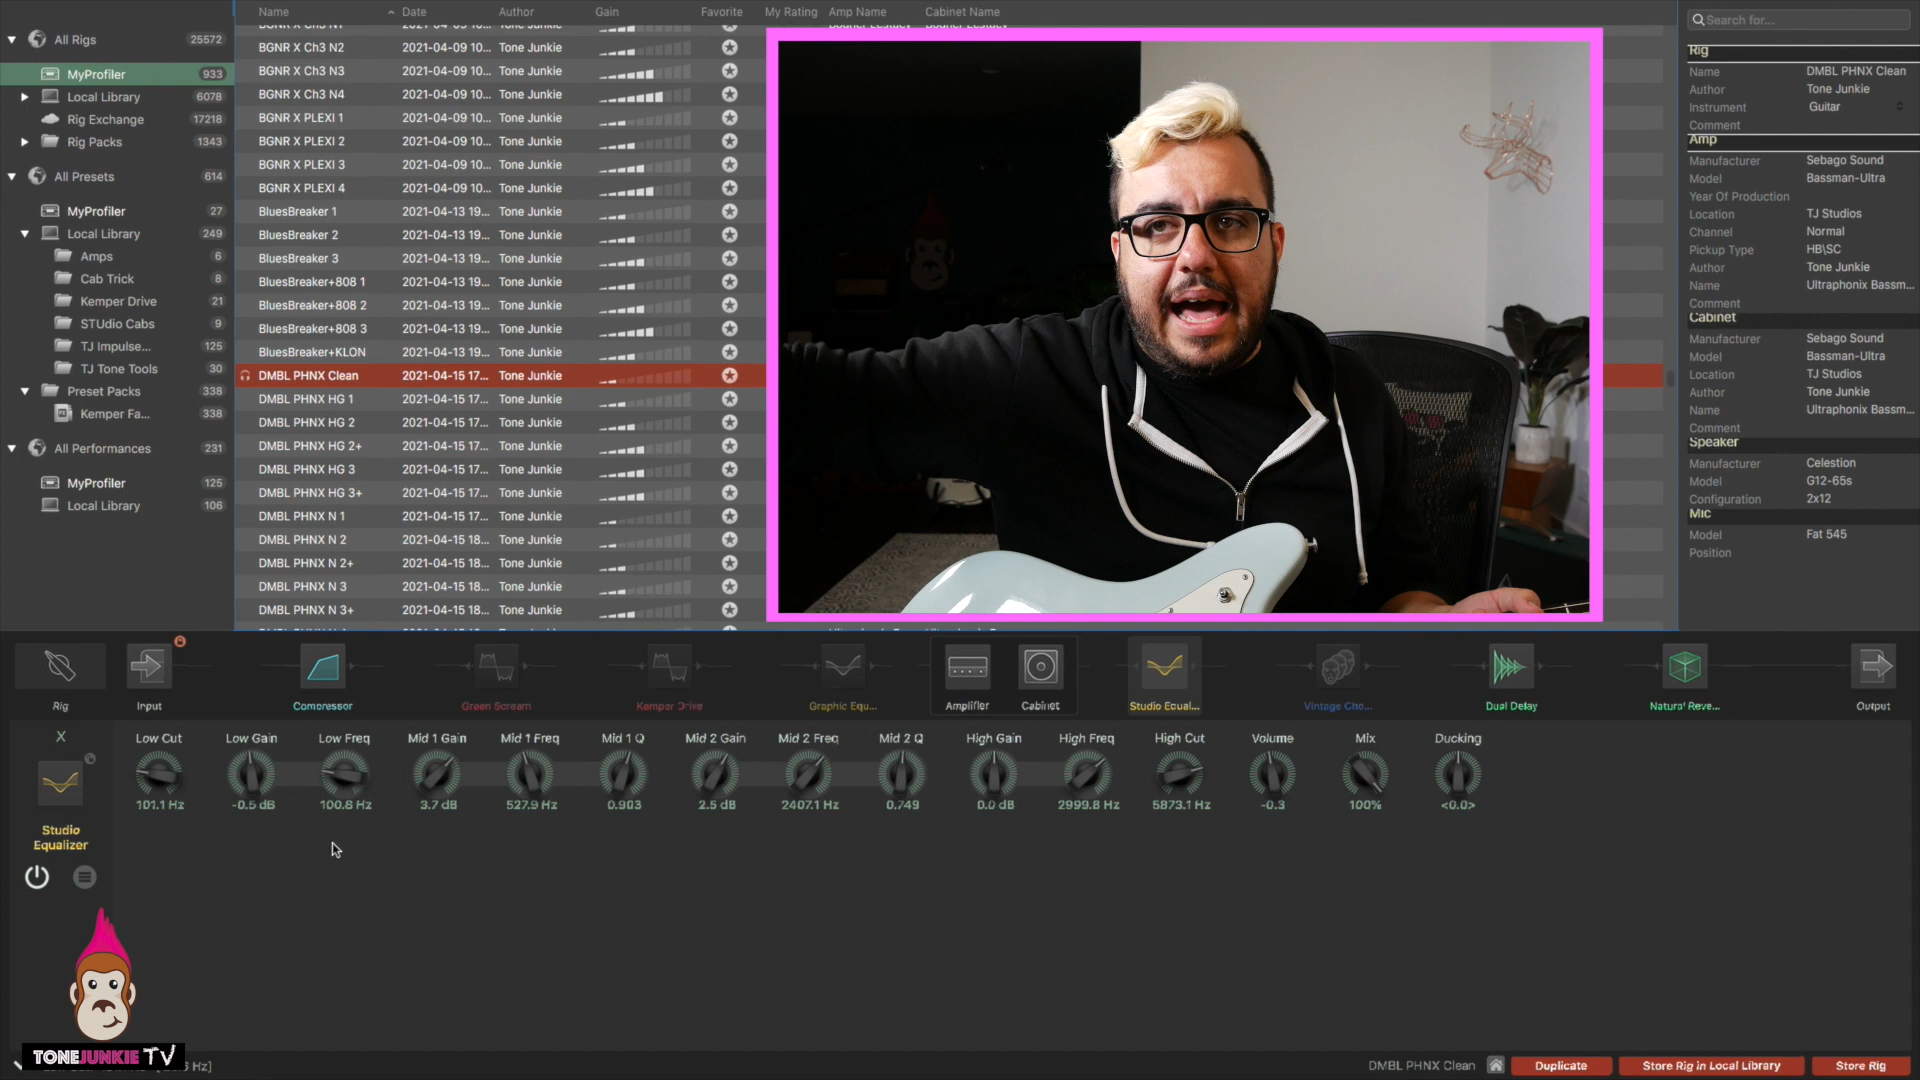 Name Date Author Gain Favorite My Rating Amp Name Cabinet Name
Search for...
All Rigs 25572
MyProfiler 933
Local Library 6078
Rig Exchange 17218
Rig Packs 1343
All Presets 614
MyProfiler 27
Local Library 249
Amps 6
Cab Trick 8
Kemper Drive 21
STUdio Cabs 9
TJ Impulse... 125
TJ Tone Tools 30
Preset Packs 338
Kemper Fa... 338
All Performances 231
MyProfiler 125
Local Library 106
BGNR X Ch3 N2 2021-04-09 10... Tone Junkie
BGNR X Ch3 N3 2021-04-09 10... Tone Junkie
BGNR X Ch3 N4 2021-04-09 10... Tone Junkie
BGNR X PLEXI 1 2021-04-09 10... Tone Junkie
BGNR X PLEXI 2 2021-04-09 10... Tone Junkie
BGNR X PLEXI 3 2021-04-09 10... Tone Junkie
BGNR X PLEXI 4 2021-04-09 10... Tone Junkie
BluesBreaker 1 2021-04-13 19... Tone Junkie
BluesBreaker 2 2021-04-13 19... Tone Junkie
BluesBreaker 3 2021-04-13 19... Tone Junkie
BluesBreaker+808 1 2021-04-13 19... Tone Junkie
BluesBreaker+808 2 2021-04-13 19... Tone Junkie
BluesBreaker+808 3 2021-04-13 19... Tone Junkie
BluesBreaker+KLON 2021-04-13 19... Tone Junkie
DMBL PHNX Clean 2021-04-15 17... Tone Junkie
DMBL PHNX HG 1 2021-04-15 17... Tone Junkie
DMBL PHNX HG 2 2021-04-15 17... Tone Junkie
DMBL PHNX HG 2+ 2021-04-15 17... Tone Junkie
DMBL PHNX HG 3 2021-04-15 17... Tone Junkie
DMBL PHNX HG 3+ 2021-04-15 17... Tone Junkie
DMBL PHNX N 1 2021-04-15 17... Tone Junkie
DMBL PHNX N 2 2021-04-15 18... Tone Junkie
DMBL PHNX N 2+ 2021-04-15 18... Tone Junkie
DMBL PHNX N 3 2021-04-15 18... Tone Junkie
DMBL PHNX N 3+ 2021-04-15 18... Tone Junkie
Rig
Name DMBL PHNX Clean
Author Tone Junkie
Instrument Guitar
Comment
Amp
Manufacturer Sebago Sound
Model Bassman-Ultra
Year Of Production
Location TJ Studios
Channel Normal
Pickup Type HB\SC
Author Tone Junkie
Name Ultraphonix Bassm...
Comment
Cabinet
Manufacturer Sebago Sound
Model Bassman-Ultra
Location TJ Studios
Author Tone Junkie
Name Ultraphonix Bassm...
Comment
Speaker
Manufacturer Celestion
Model G12-65s
Configuration 2x12
Mic
Model Fat 545
Position
Rig Input Compressor Green Scream Kemper Drive Graphic Equ... Amplifier Cabinet Studio Equal... Vintage Cho... Dual Delay Natural Reve... Output
X Low Cut Low Gain Low Freq Mid 1 Gain Mid 1 Freq Mid 1 Q Mid 2 Gain Mid 2 Freq Mid 2 Q High Gain High Freq High Cut Volume Mix Ducking
101.1 Hz -0.5 dB 100.8 Hz 3.7 dB 527.9 Hz 0.903 2.5 dB 2407.1 Hz 0.749 0.0 dB 2999.8 Hz 5873.1 Hz -0.3 100% <0.0>
Studio
Equalizer
TONEJUNKIE TV
DMBL PHNX Clean Duplicate Store Rig in Local Library Store Rig